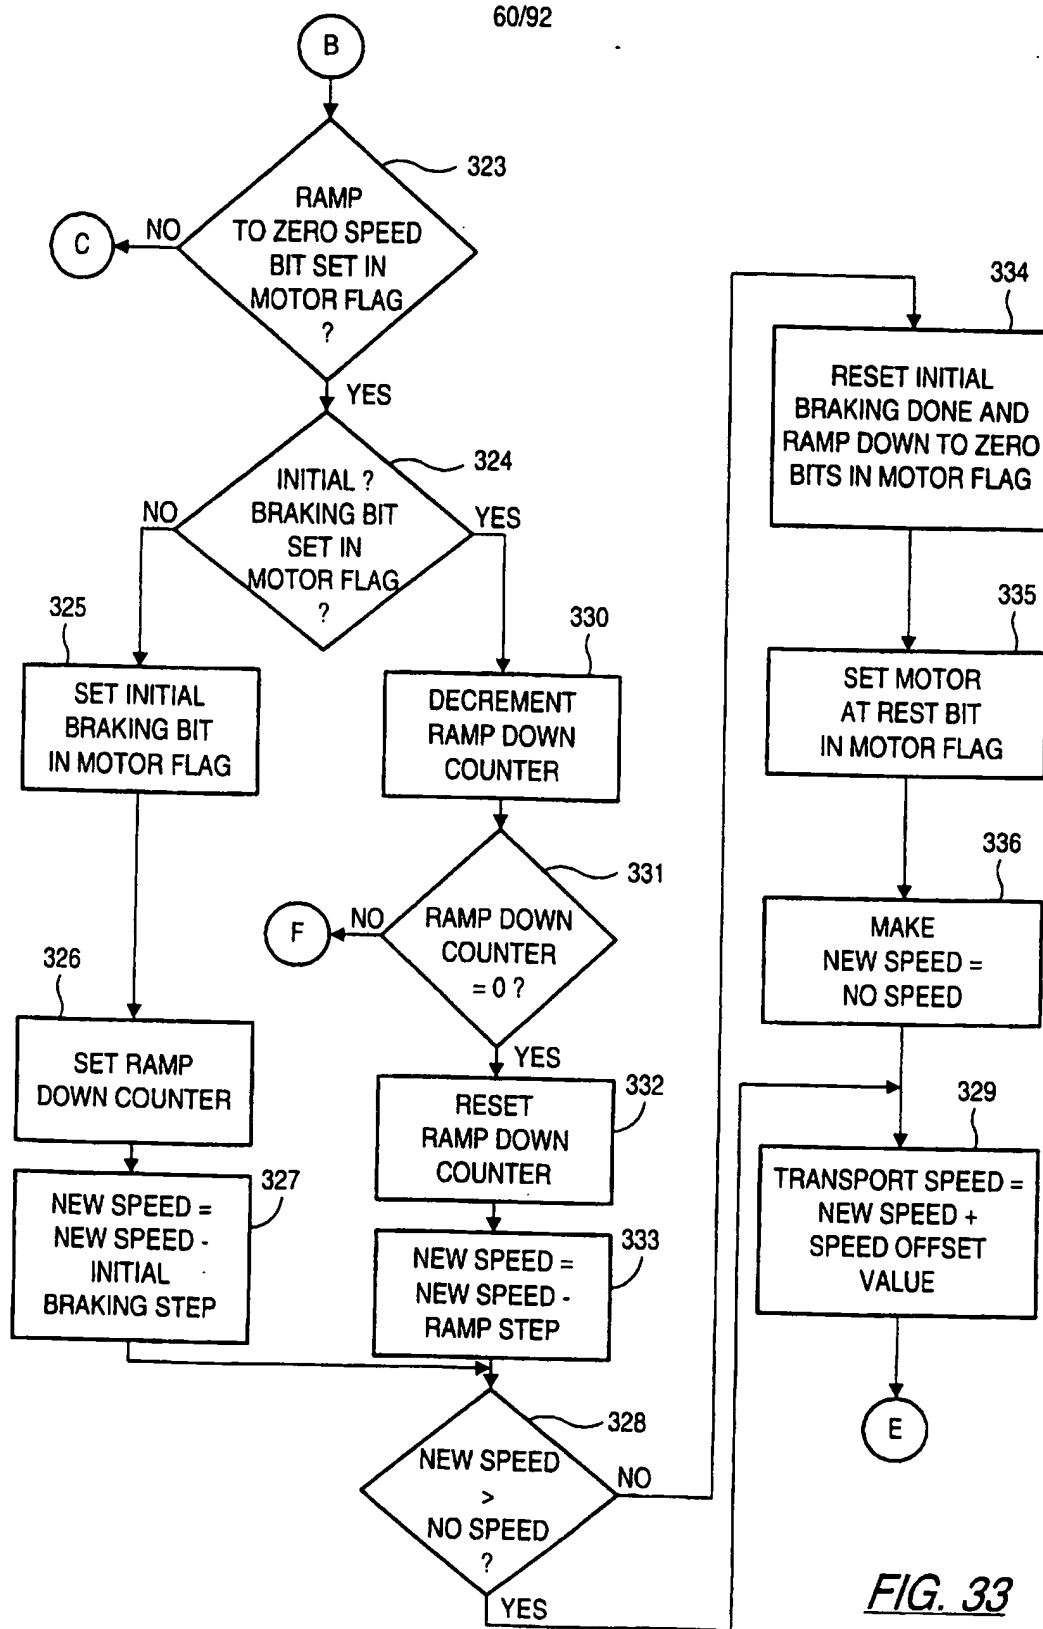 60/92
B
323
RAMP
TO ZERO SPEED
BIT SET IN
MOTOR FLAG
?
NO
C
YES
324
INITIAL ?
BRAKING BIT
SET IN
MOTOR FLAG
?
NO
YES
325
SET INITIAL
BRAKING BIT
IN MOTOR FLAG
326
SET RAMP
DOWN COUNTER
327
NEW SPEED =
NEW SPEED -
INITIAL
BRAKING STEP
330
DECREMENT
RAMP DOWN
COUNTER
331
RAMP DOWN
COUNTER
= 0 ?
NO
F
YES
332
RESET
RAMP DOWN
COUNTER
333
NEW SPEED =
NEW SPEED -
RAMP STEP
328
NEW SPEED
>
NO SPEED
?
NO
YES
334
RESET INITIAL
BRAKING DONE AND
RAMP DOWN TO ZERO
BITS IN MOTOR FLAG
335
SET MOTOR
AT REST BIT
IN MOTOR FLAG
336
MAKE
NEW SPEED =
NO SPEED
329
TRANSPORT SPEED =
NEW SPEED +
SPEED OFFSET
VALUE
E
FIG. 33